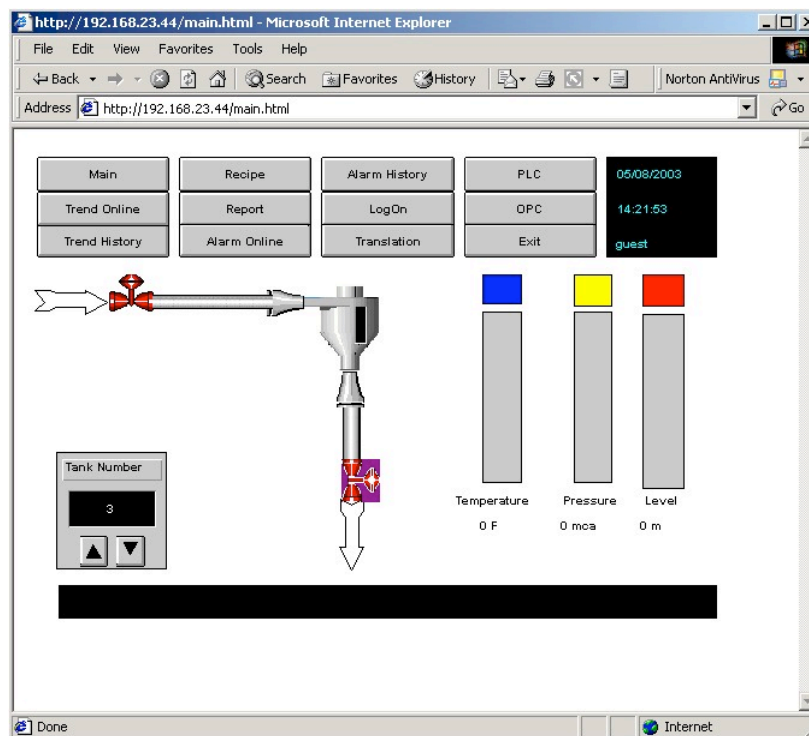 http://192.168.23.44/main.html - Microsoft Internet Explorer
File Edit View Favorites Tools Help
Back Search Favorites History Norton AntiVirus
Address http://192.168.23.44/main.html Go
Main Recipe Alarm History PLC 05/08/2003
Trend Online Report LogOn OPC 14:21:53
Trend History Alarm Online Translation Exit guest
Tank Number
3
Temperature Pressure Level
0 F 0 mca 0 m
Done Internet